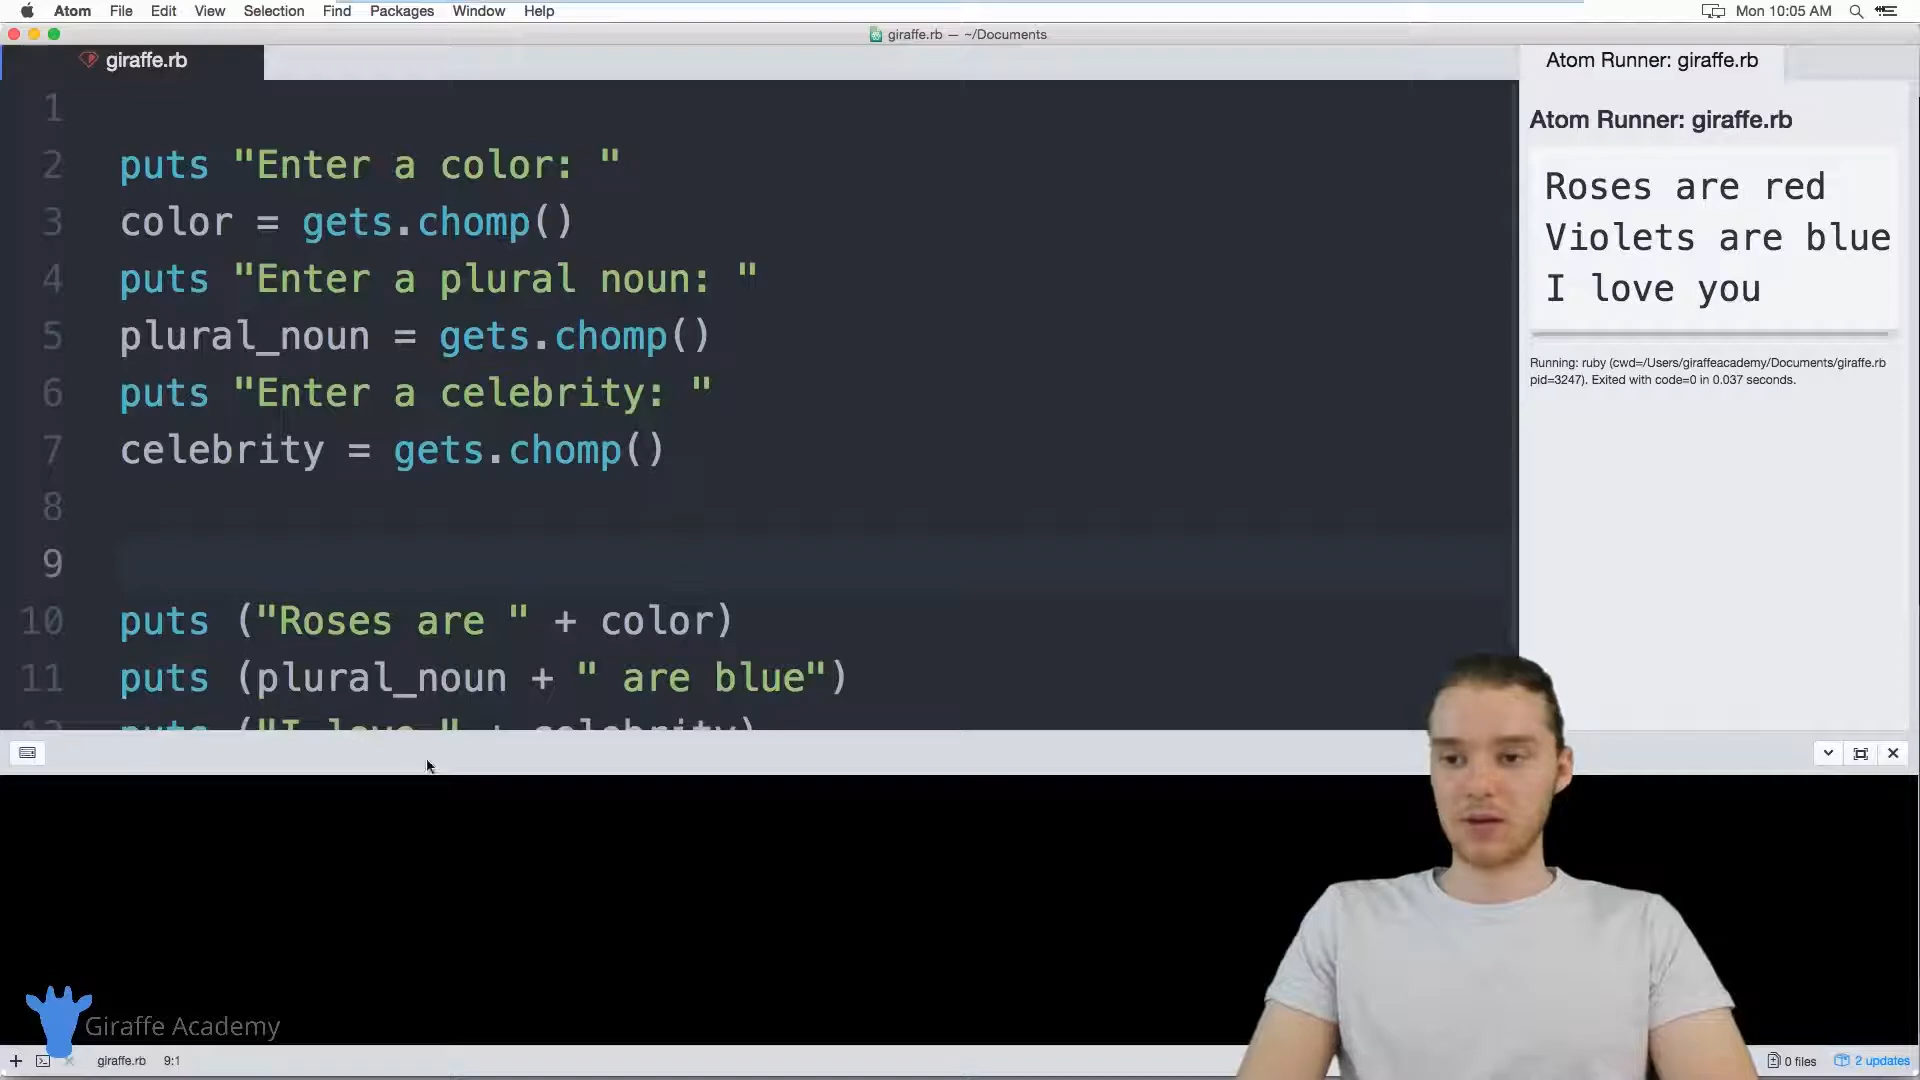 Atom File Edit View Selection Find Packages Window Help
Mon 10:05 AM
giraffe.rb — ~/Documents
giraffe.rb
Atom Runner: giraffe.rb
1
2 puts "Enter a color: "
3 color = gets.chomp()
4 puts "Enter a plural noun: "
5 plural_noun = gets.chomp()
6 puts "Enter a celebrity: "
7 celebrity = gets.chomp()
8
9
10 puts ("Roses are " + color)
11 puts (plural_noun + " are blue")
12 puts ("I love " + celebrity)
Atom Runner: giraffe.rb
Roses are red
Violets are blue
I love you
Running: ruby (cwd=/Users/giraffeacademy/Documents/giraffe.rb
pid=3247). Exited with code=0 in 0.037 seconds.
Giraffe Academy
giraffe.rb 9:1
0 files 2 updates